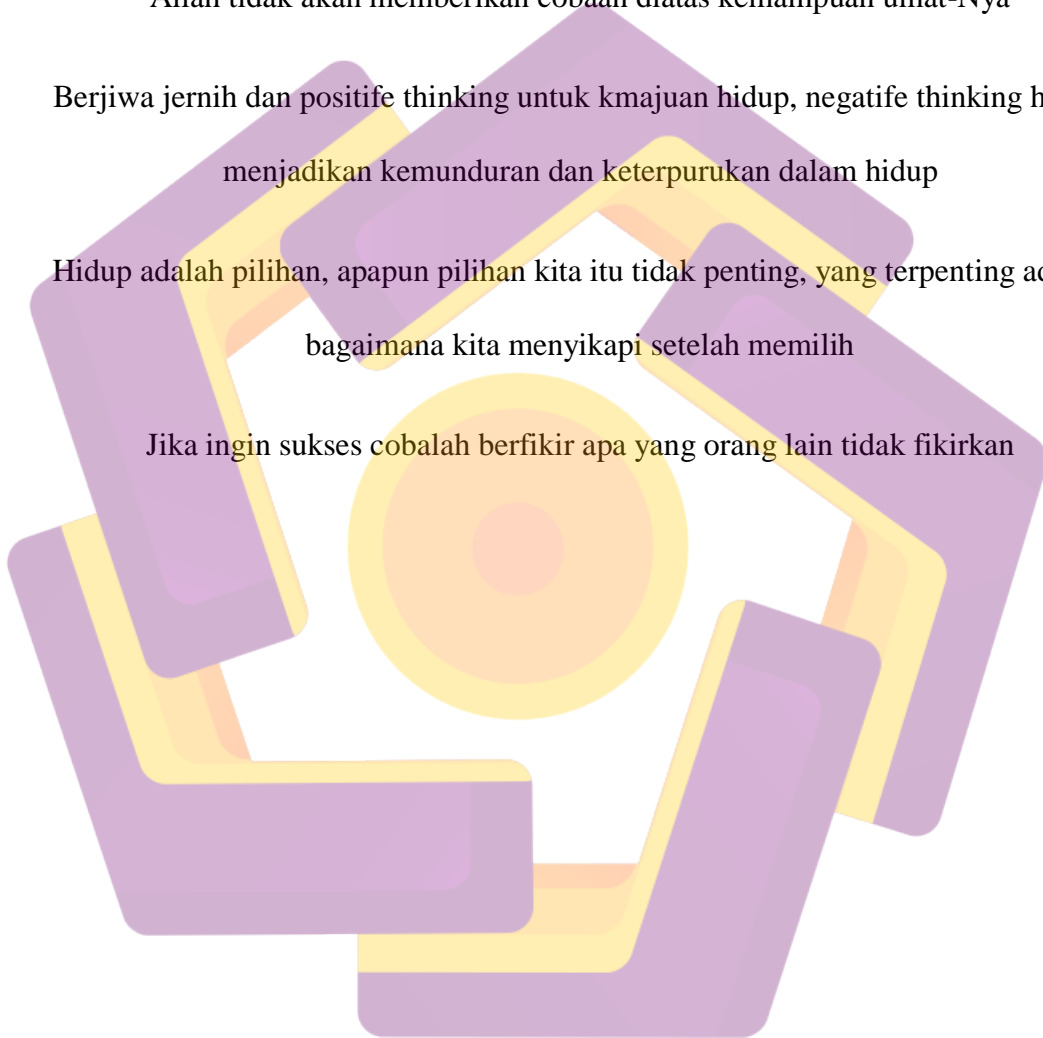 Allah tidak akan memberikan cobaan diatas kemampuan umat-Nya
Berjiwa jernih dan positife thinking untuk kmajuan hidup, negatife thinking
menjadikan kemunduran dan keterpurukan dalam hidup
Hidup adalah pilihan, apapun pilihan kita itu tidak penting, yang terpenting
bagaimana kita menyikapi setelah memilih
Jika ingin sukses cobalah berfikir apa yang orang lain tidak fikirkan